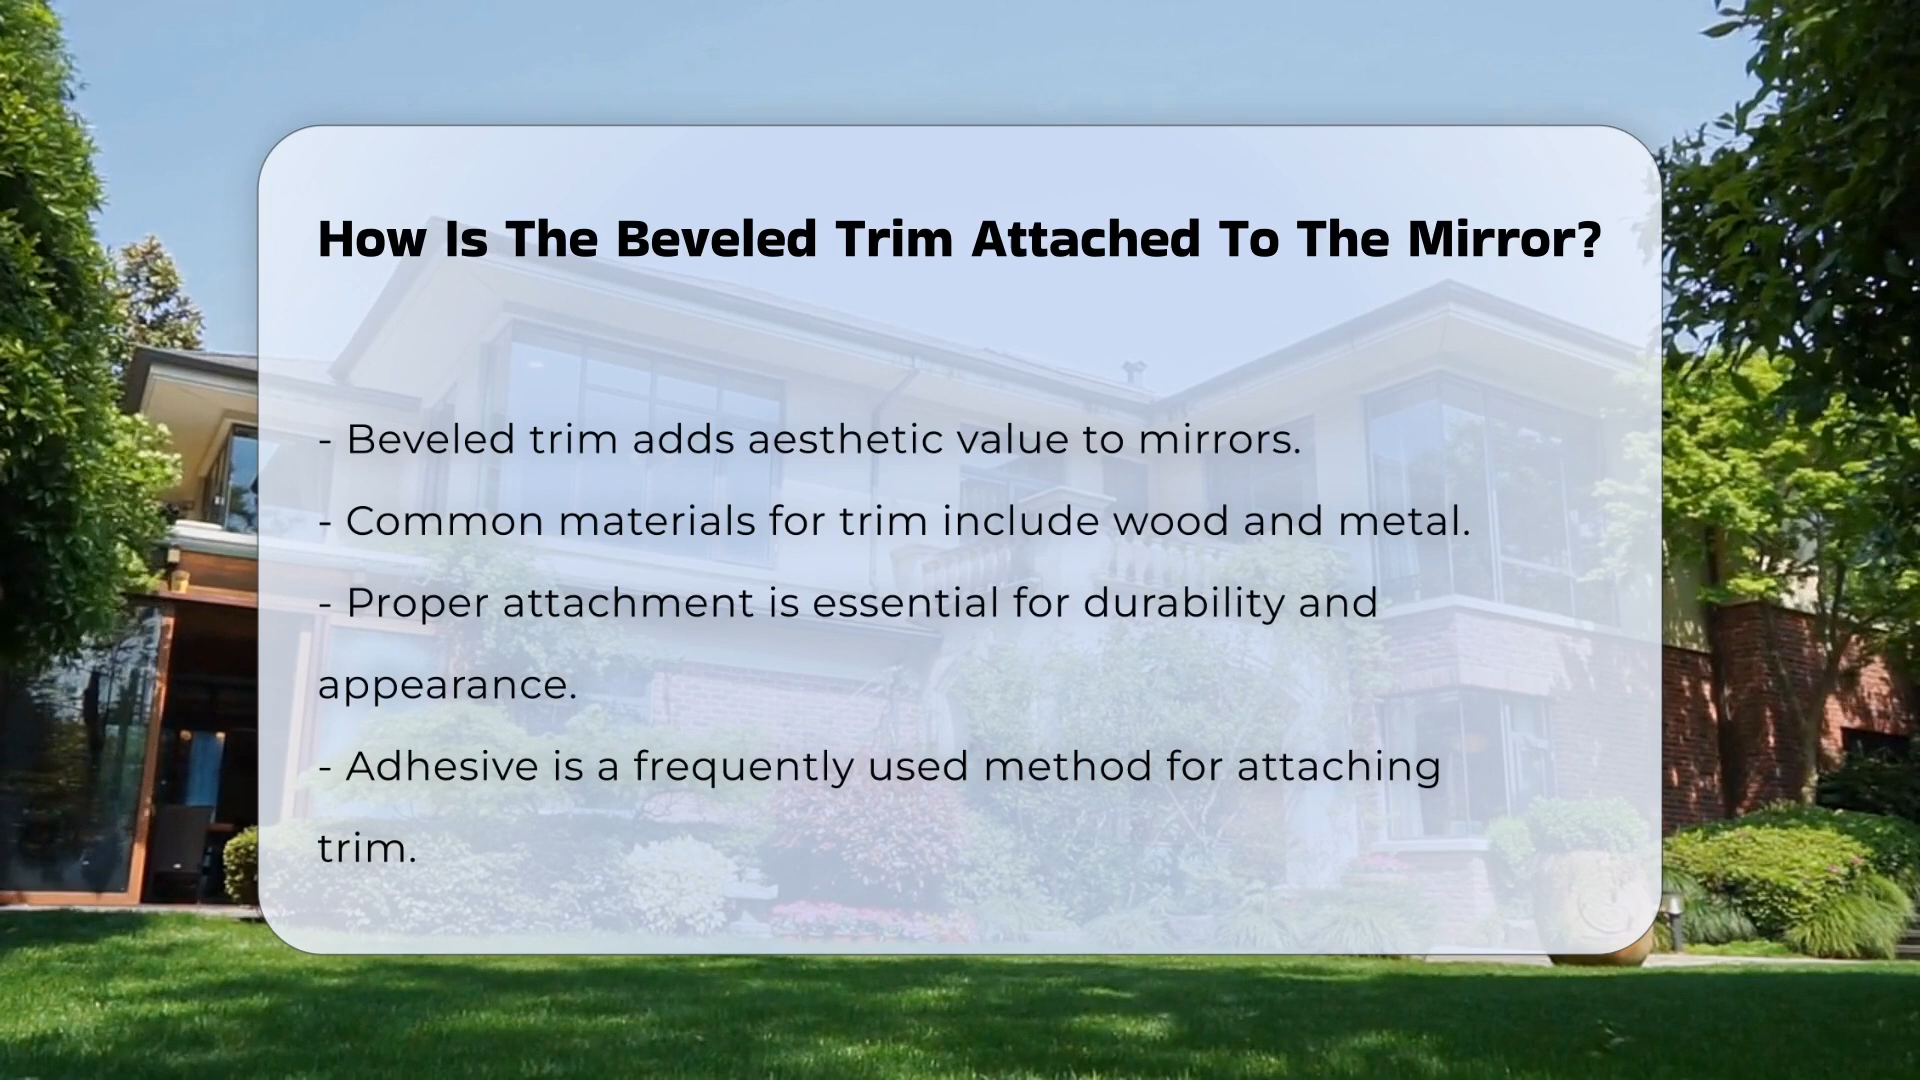 How Is The Beveled Trim Attached To The Mirror?
- Beveled trim adds aesthetic value to mirrors.
- Common materials for trim include wood and metal.
- Proper attachment is essential for durability and
appearance.
- Adhesive is a frequently used method for attaching
trim.